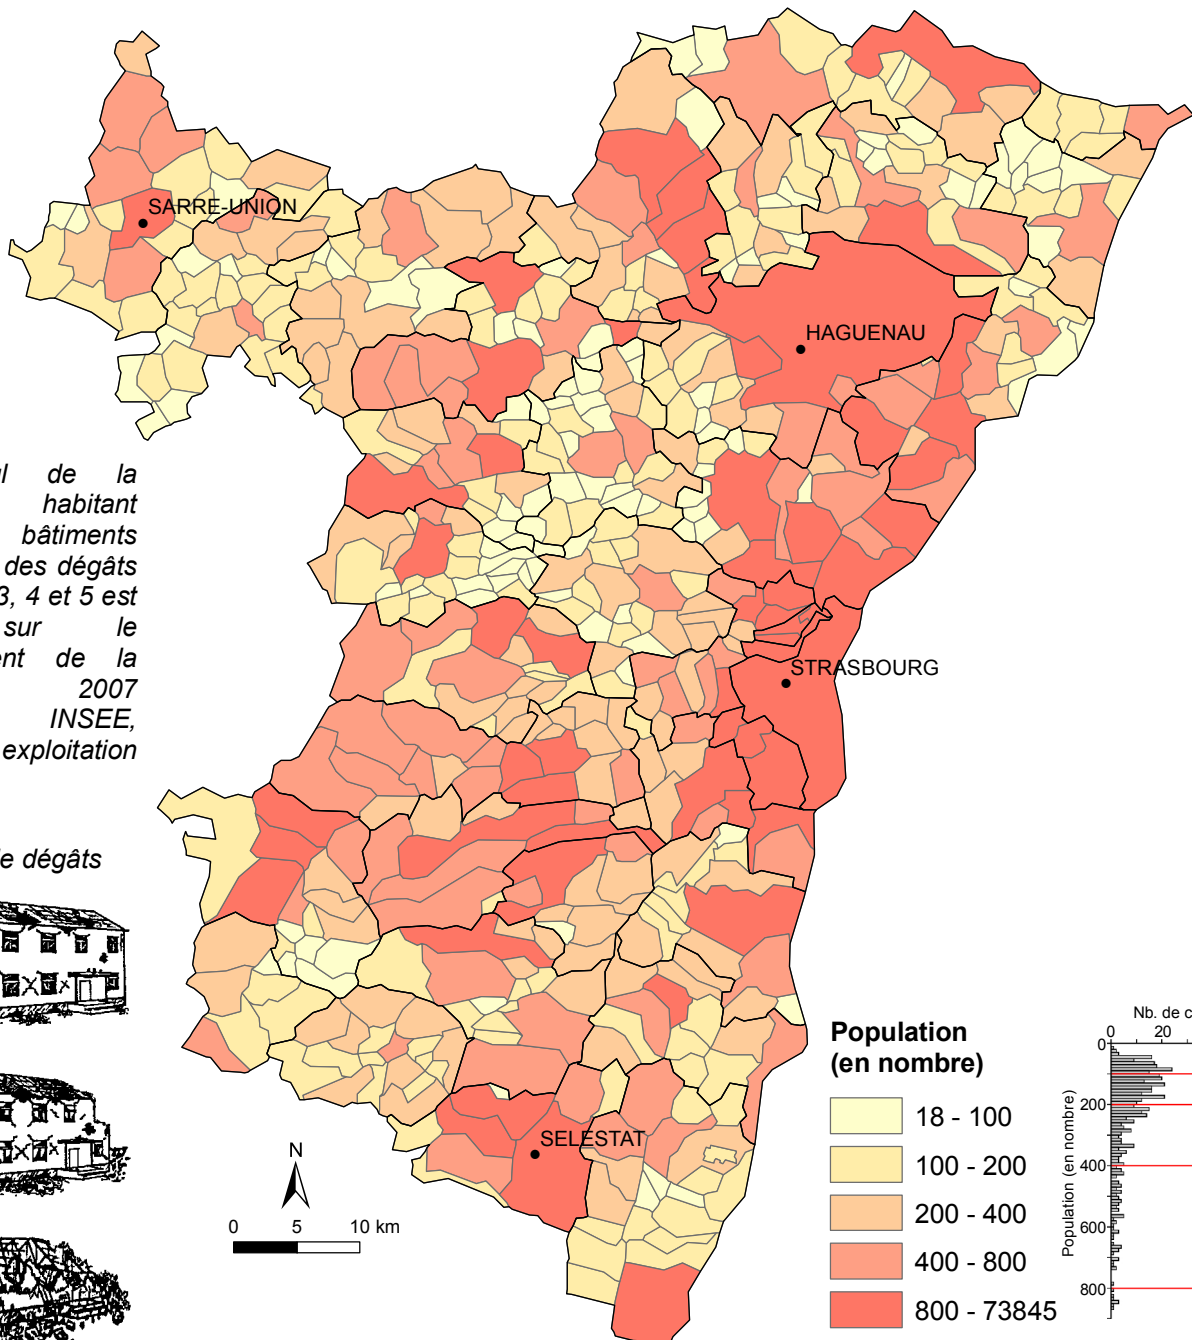 SARRE-UNION
HAGUENAU
l de la
habitant
bâtiments
des dégâts
3, 4 et 5 est
sur le
nt de la
2007
INSEE,
exploitation
STRASBOURG
le dégâts
SELESTAT
N
0 5 10 km
Population
(en nombre)
18 - 100
100 - 200
200 - 400
400 - 800
800 - 73845
Nb. de c
0 20
0
200
400
600
800
Population (en nombre)